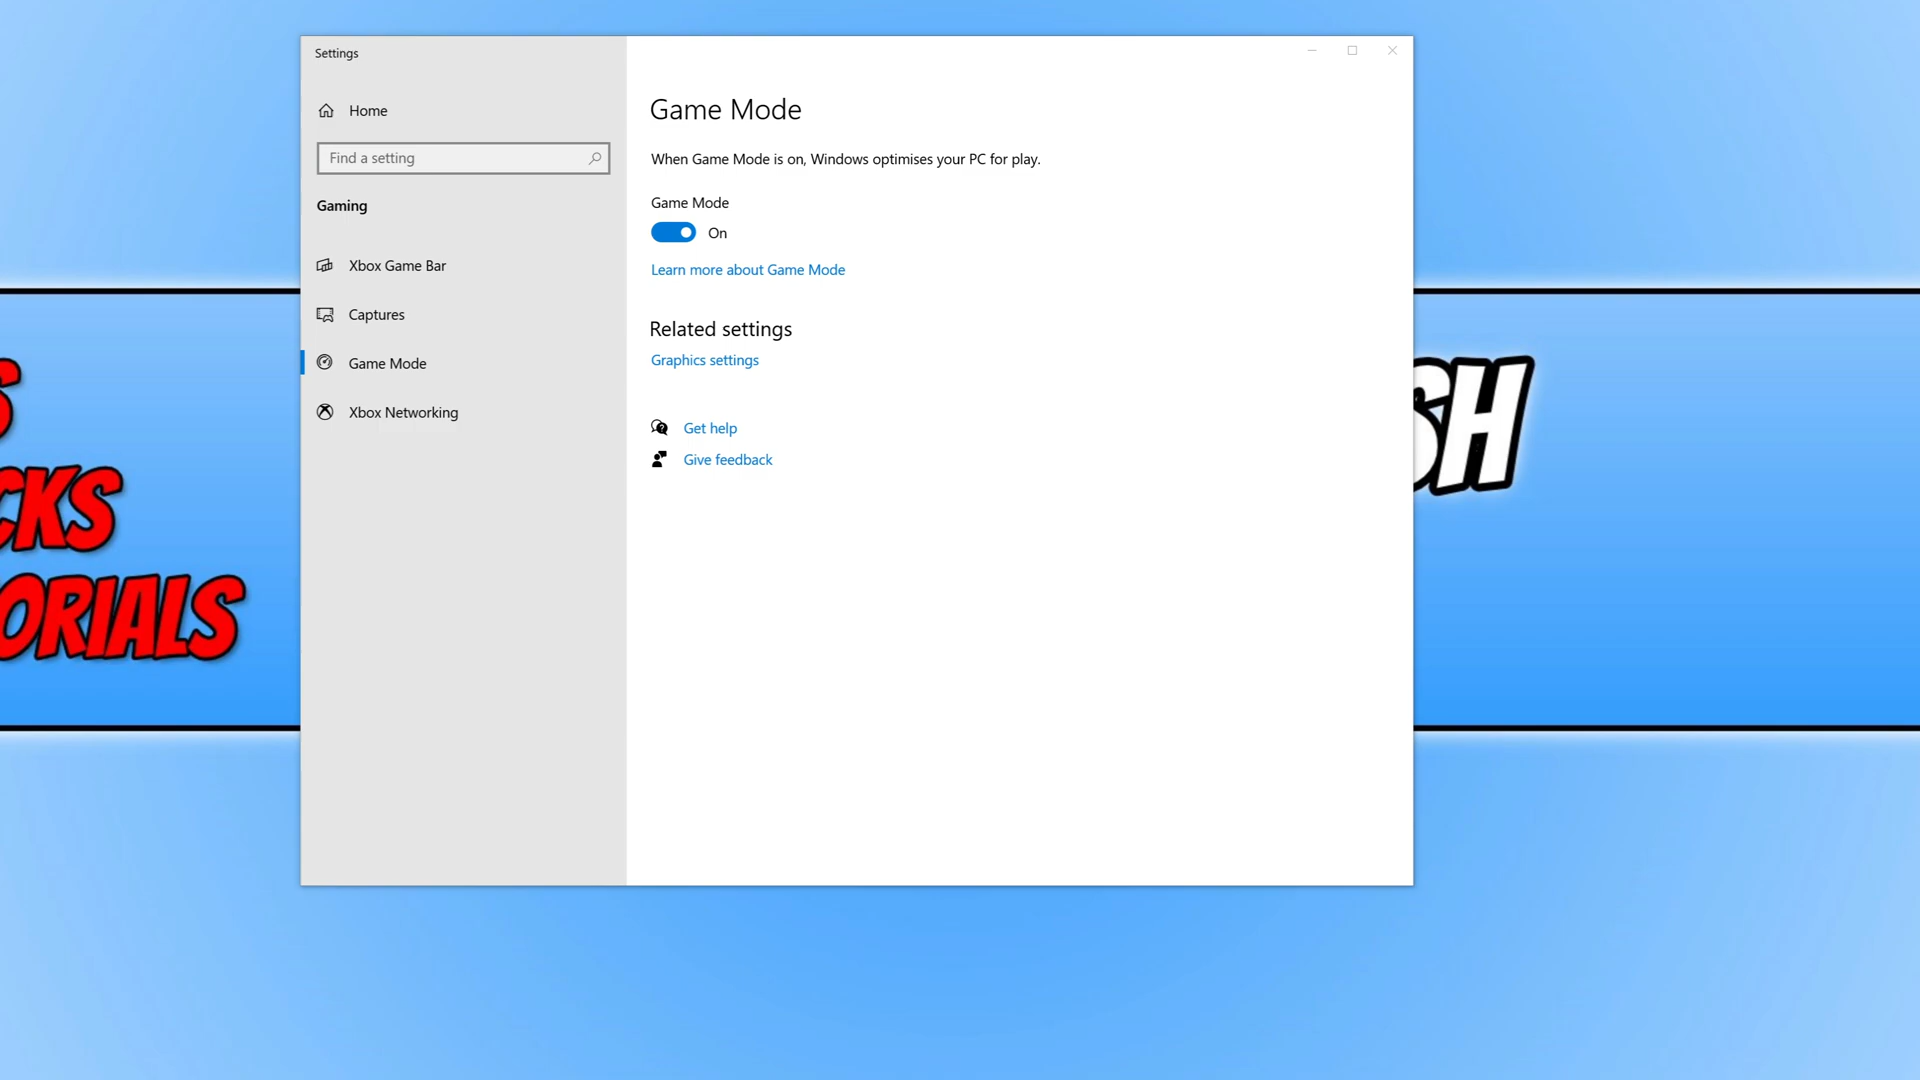 Settings
Home
Find a setting
Gaming
Xbox Game Bar
Captures
Game Mode
Xbox Networking
Game Mode
When Game Mode is on, Windows optimises your PC for play.
Game Mode
On
Learn more about Game Mode
Related settings
Graphics settings
Get help
Give feedback
S
CKS
ORIALS
SH